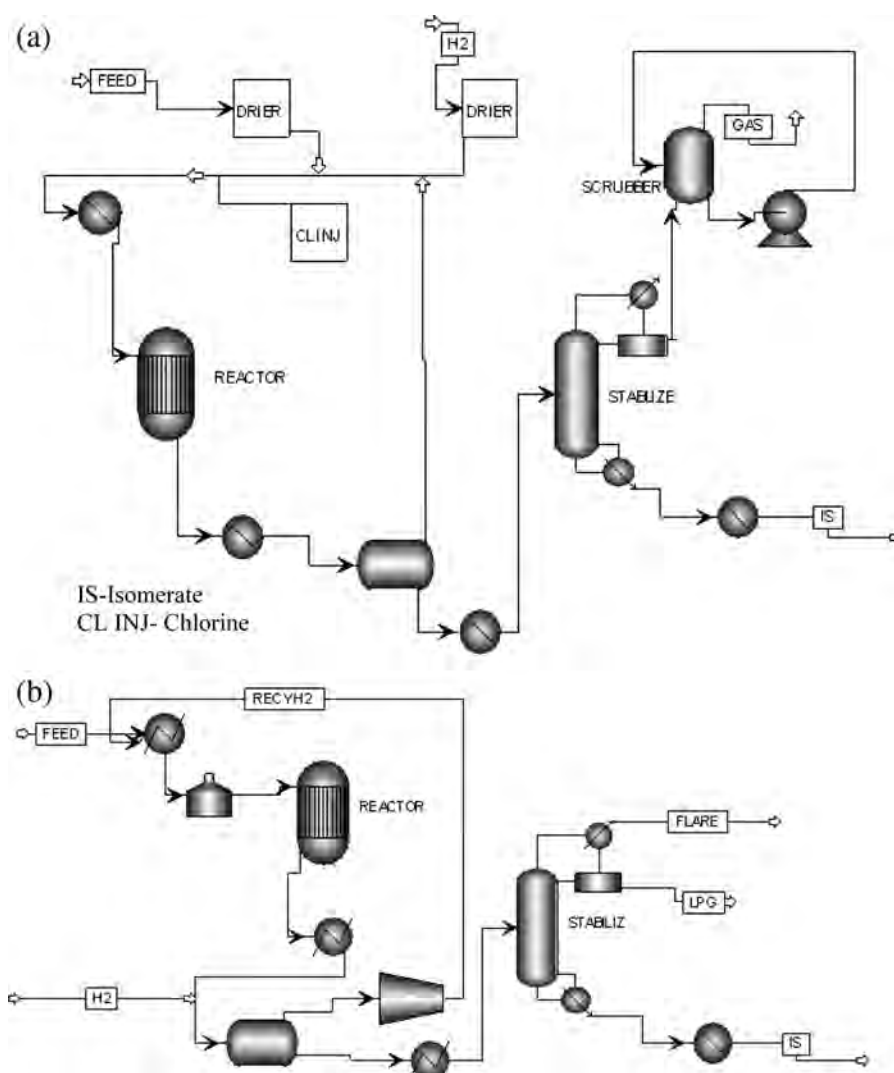 (a)
H2
FEED
DRIER
DRIER
GAS
SCRUBBER
CLINJ
REACTOR
STABLIZE
IS
IS-Isomerate
CL INJ- Chlorine
(b)
RECYH2
FEED
REACTOR
FLARE
LPG
STABILIZ
H2
IS